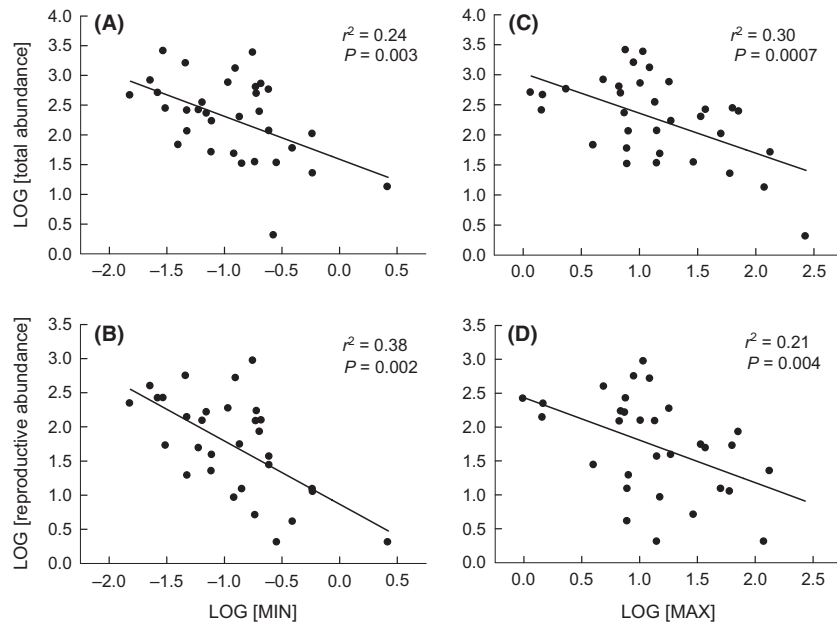 (A)
r² = 0.24
P = 0.003
LOG [total abundance]
4.0
3.5
3.0
2.5
2.0
1.5
1.0
0.5
0.0
–2.0 –1.5 –1.0 –0.5 0.0 0.5
(C)
r² = 0.30
P = 0.0007
LOG [total abundance]
4.0
3.5
3.0
2.5
2.0
1.5
1.0
0.5
0.0
0.0 0.5 1.0 1.5 2.0 2.5
(B)
r² = 0.38
P = 0.002
LOG [reproductive abundance]
3.5
3.0
2.5
2.0
1.5
1.0
0.5
0.0
–2.0 –1.5 –1.0 –0.5 0.0 0.5
LOG [MIN]
(D)
r² = 0.21
P = 0.004
LOG [reproductive abundance]
3.5
3.0
2.5
2.0
1.5
1.0
0.5
0.0
0.0 0.5 1.0 1.5 2.0 2.5
LOG [MAX]